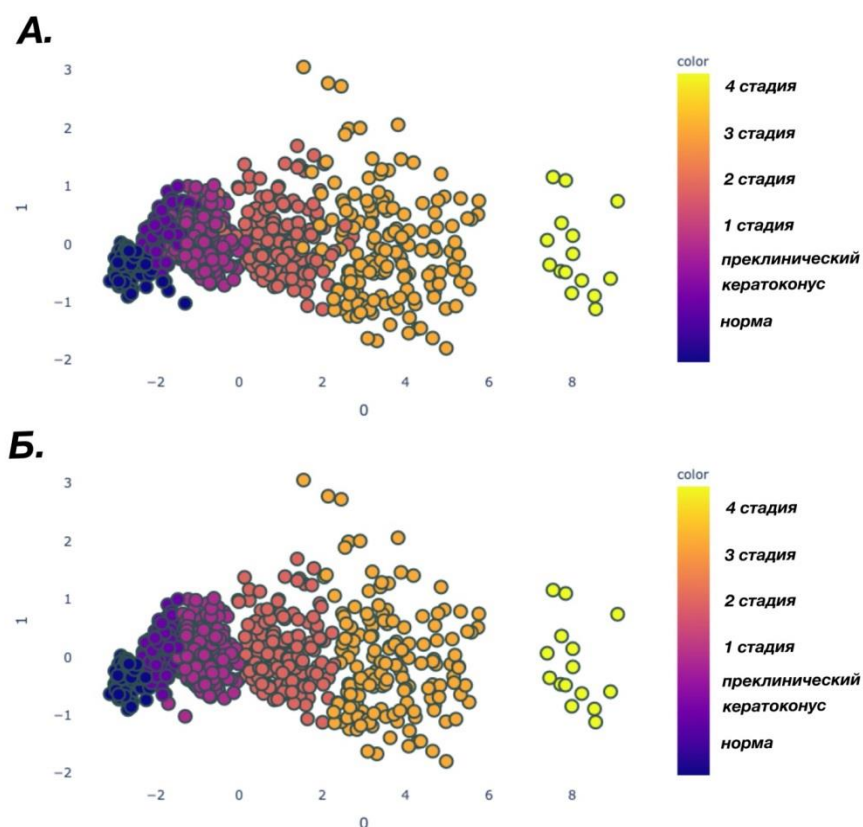 А.
color
4 стадия
3 стадия
2 стадия
1 стадия
преклинический
кератоконус
норма
3
2
1
0
−1
−2
1
−2
0
2
4
6
8
0
Б.
color
4 стадия
3 стадия
2 стадия
1 стадия
преклинический
кератоконус
норма
3
2
1
0
−1
−2
1
−2
0
2
4
6
8
0